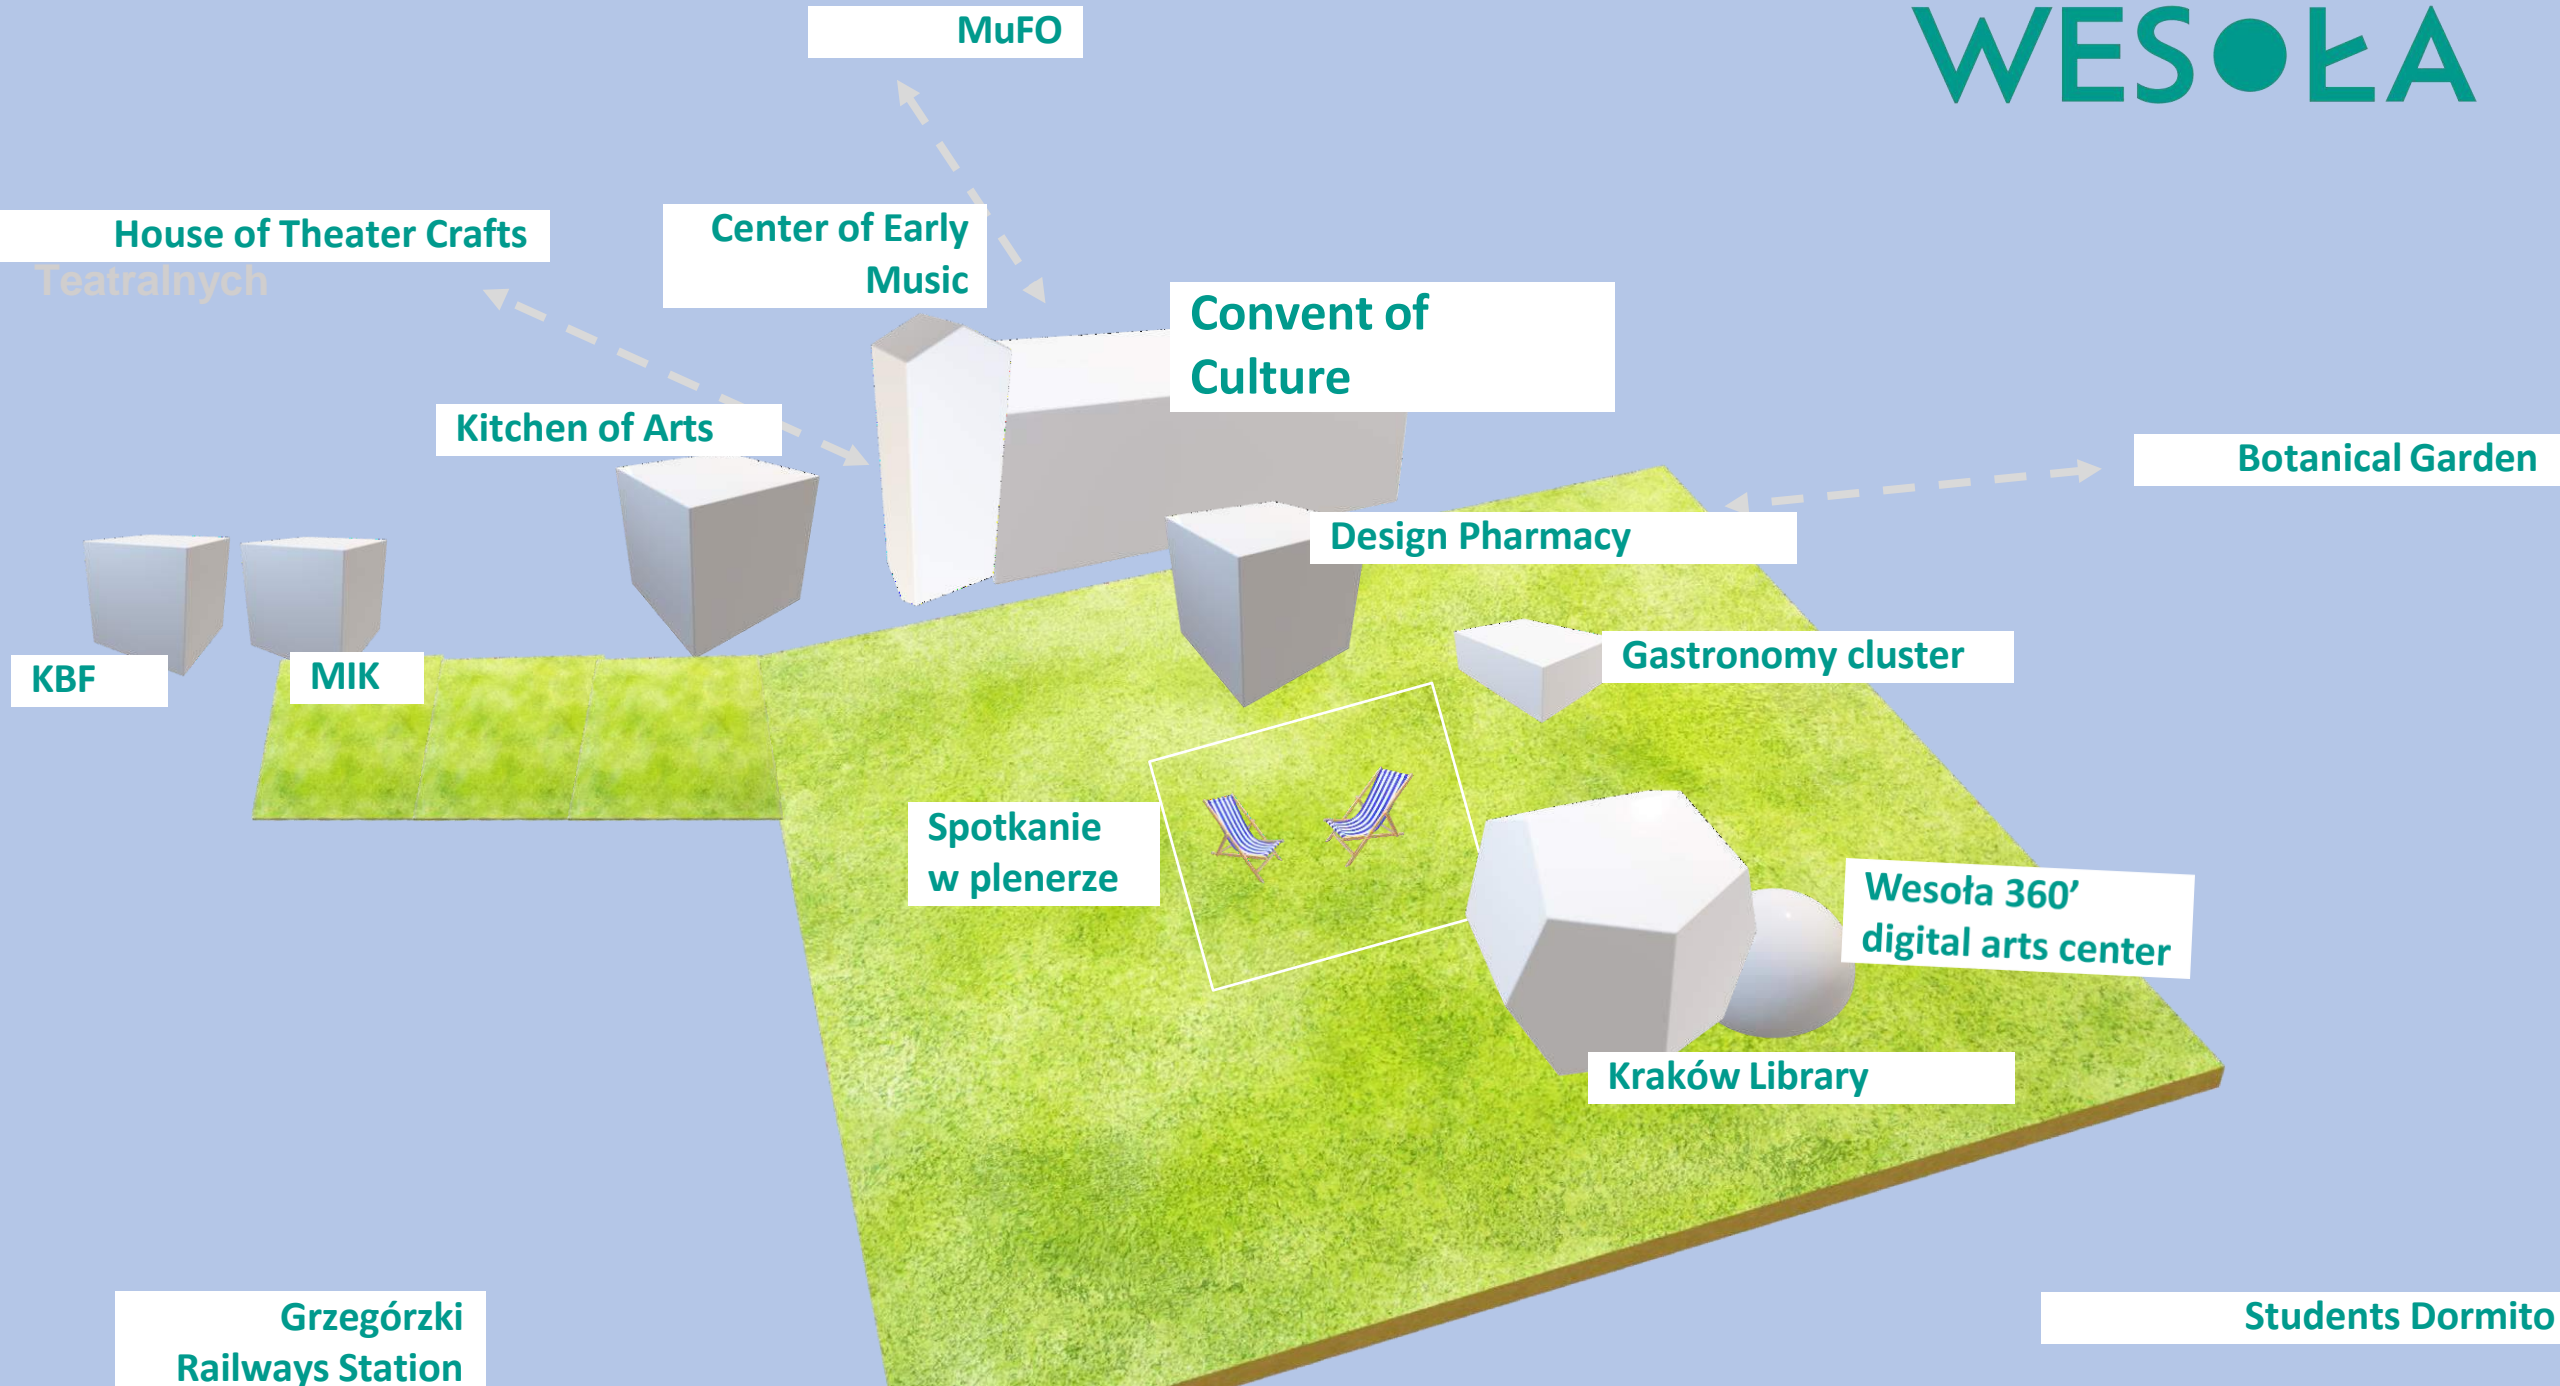 MuFO
WESOŁA
House of Theater Crafts
Teatralnych
Center of Early
Music
Convent of
Culture
Kitchen of Arts
Botanical Garden
Design Pharmacy
Gastronomy cluster
KBF
MIK
Spotkanie
w plenerze
Wesoła 360’
digital arts center
Kraków Library
Grzegórzki
Railways Station
Students Dormito